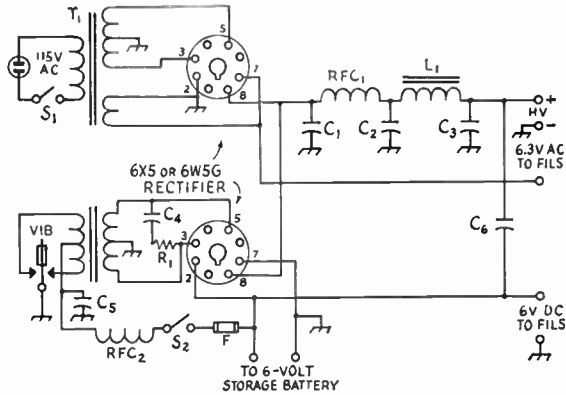 T₁
115V
AC
S₁
5
3
7
2
8
RFC₁
L₁
C₁
C₂
C₃
+
HV
-
6.3V AC
TO FILS
6X5 OR 6W5G
RECTIFIER
VIB
C₄
R₁
5
3
7
2
8
C₅
C₆
RFC₂
S₂
F
6V DC
TO FILS
TO 6-VOLT
STORAGE BATTERY